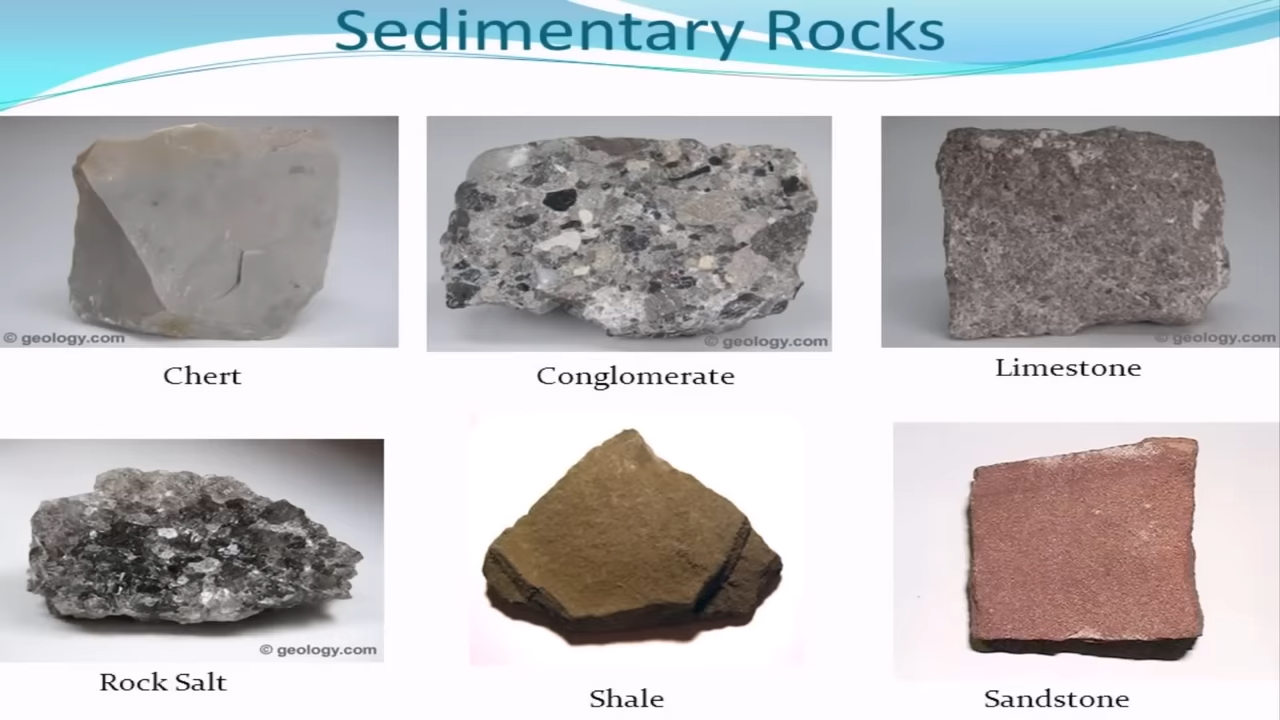 Sedimentary Rocks
© geology.com
© geology.com
© geology.com
Chert
Conglomerate
Limestone
© geology.com
Rock Salt
Shale
Sandstone